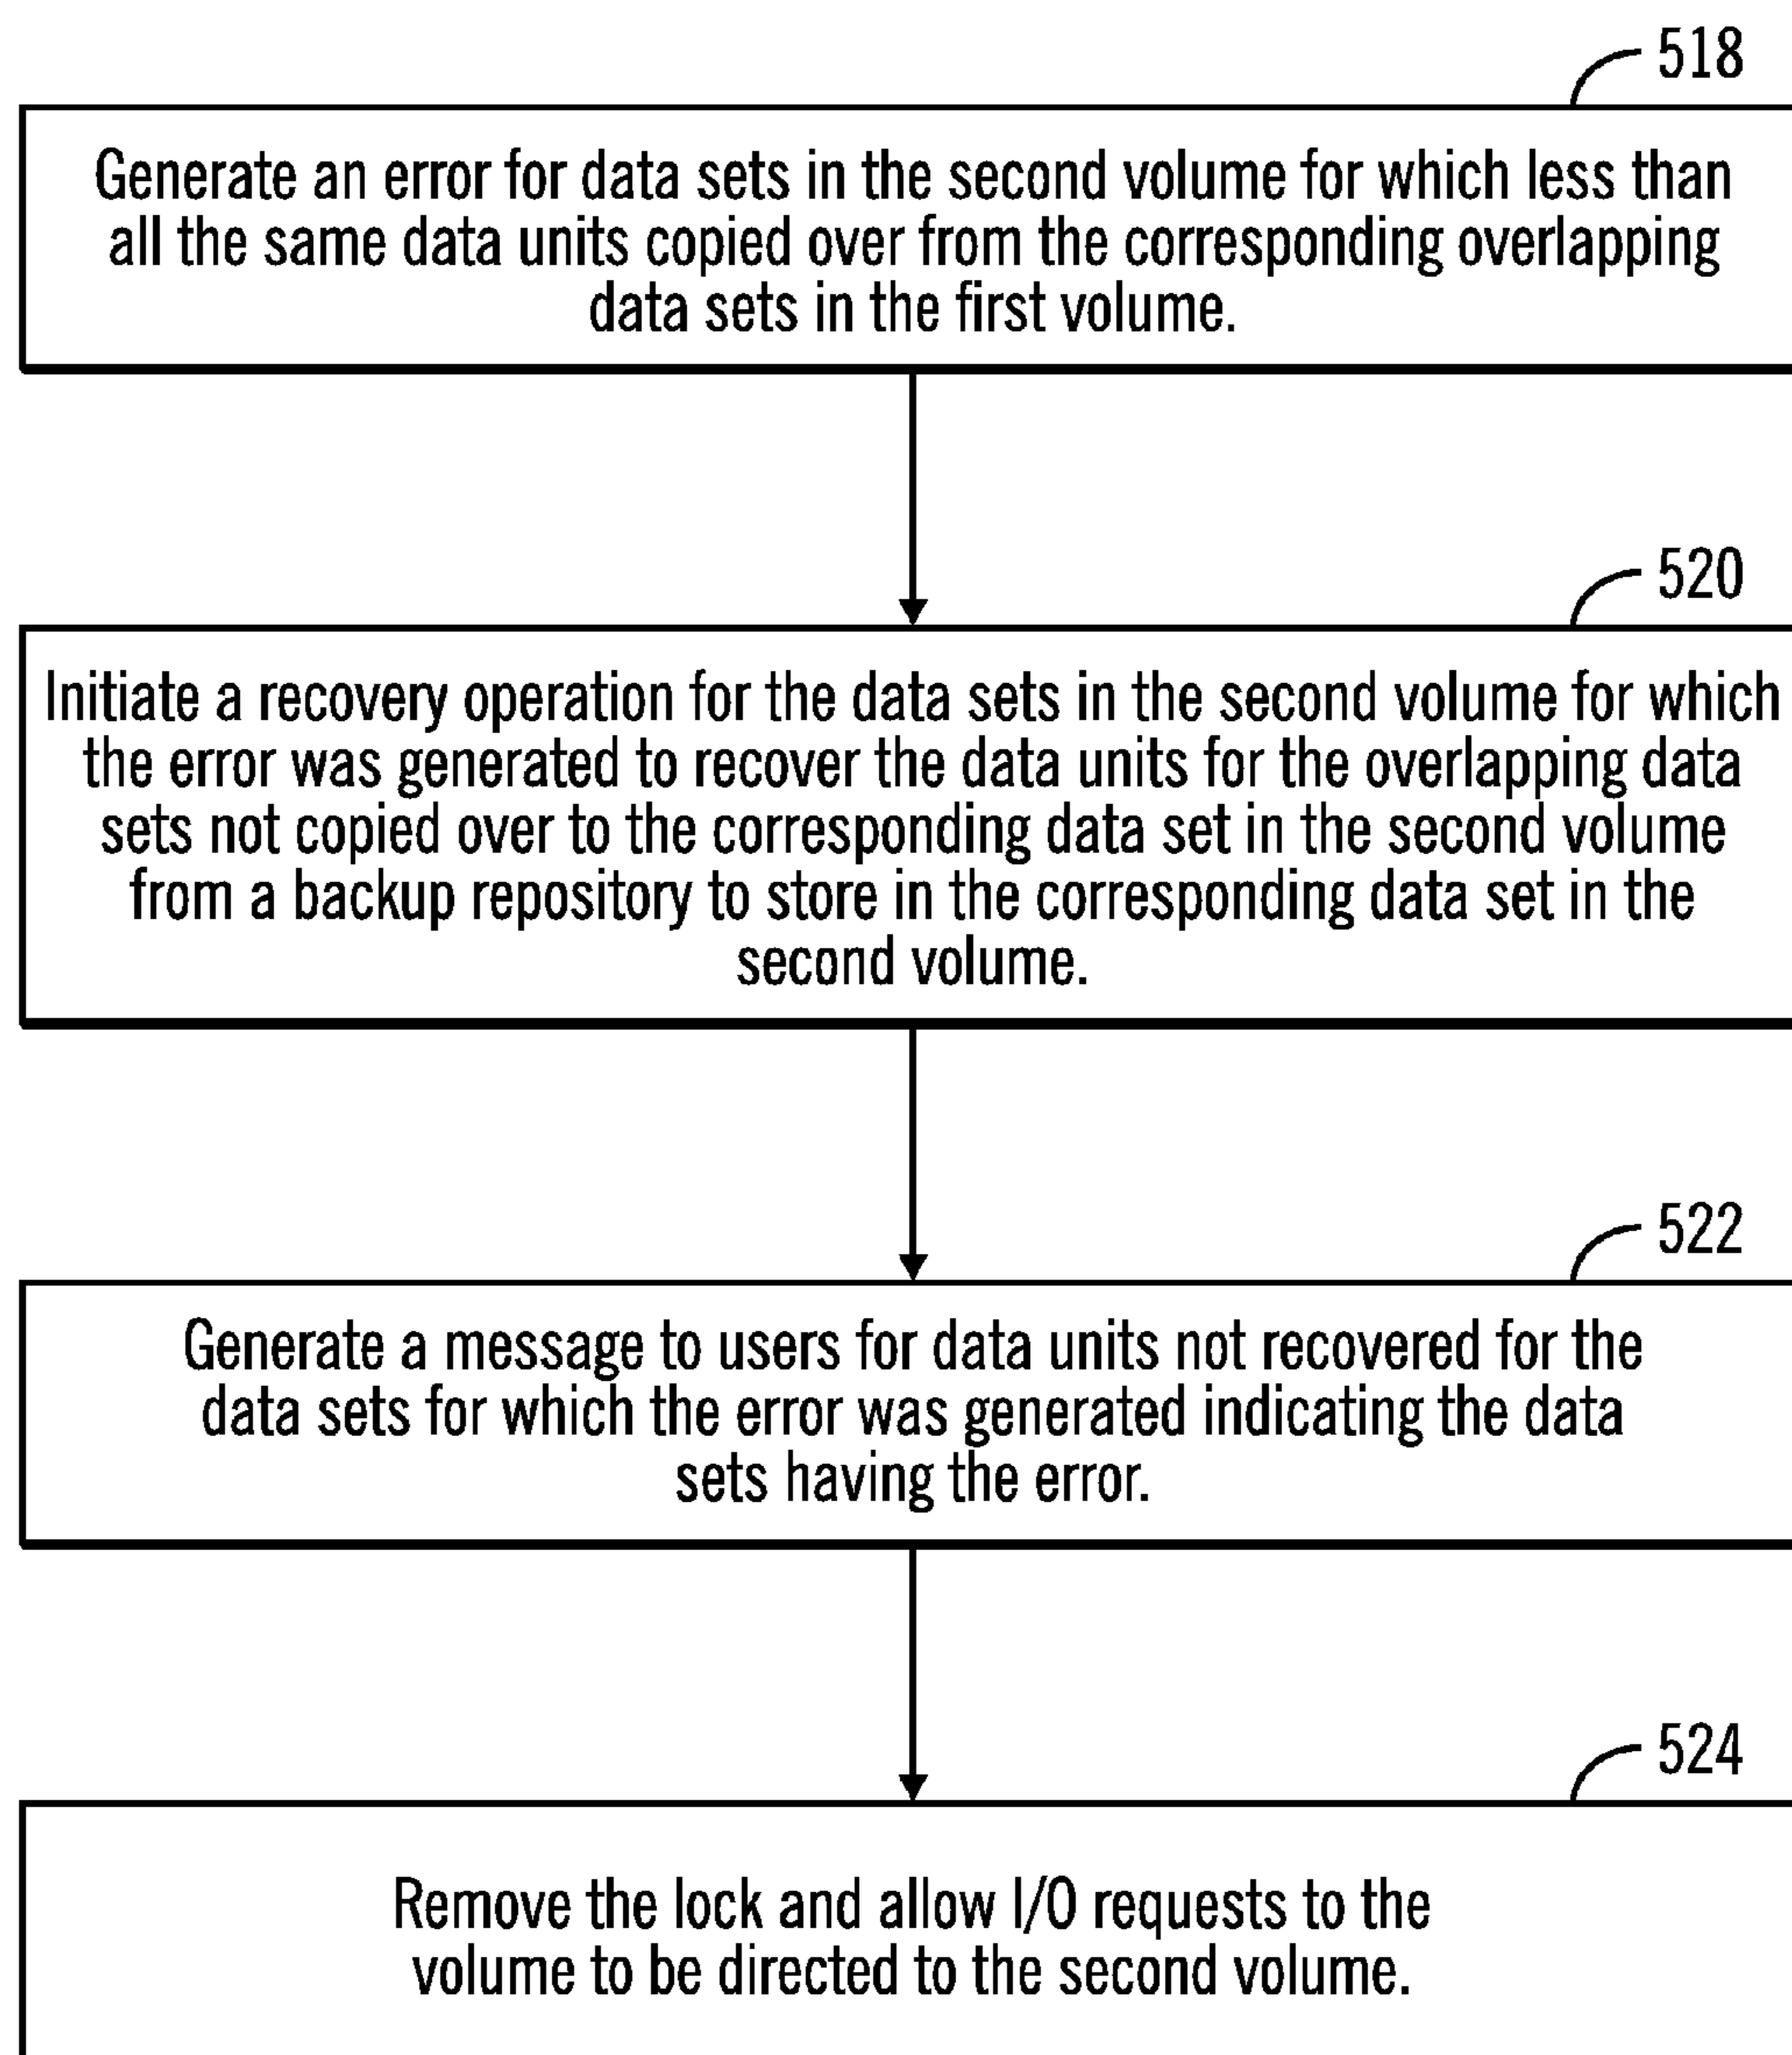 518
Generate an error for data sets in the second volume for which less than
all the same data units copied over from the corresponding overlapping
data sets in the first volume.
520
Initiate a recovery operation for the data sets in the second volume for which
the error was generated to recover the data units for the overlapping data
sets not copied over to the corresponding data set in the second volume
from a backup repository to store in the corresponding data set in the
second volume.
522
Generate a message to users for data units not recovered for the
data sets for which the error was generated indicating the data
sets having the error.
524
Remove the lock and allow I/O requests to the
volume to be directed to the second volume.